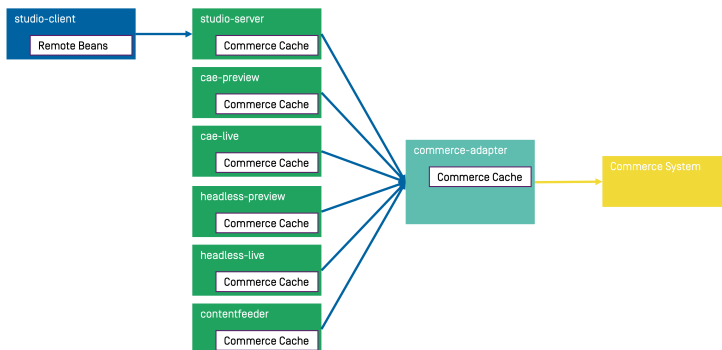 studio-client
Remote Beans
studio-server
Commerce Cache
cae-preview
Commerce Cache
cae-live
Commerce Cache
headless-preview
Commerce Cache
headless-live
Commerce Cache
contentfeeder
Commerce Cache
commerce-adapter
Commerce Cache
Commerce System